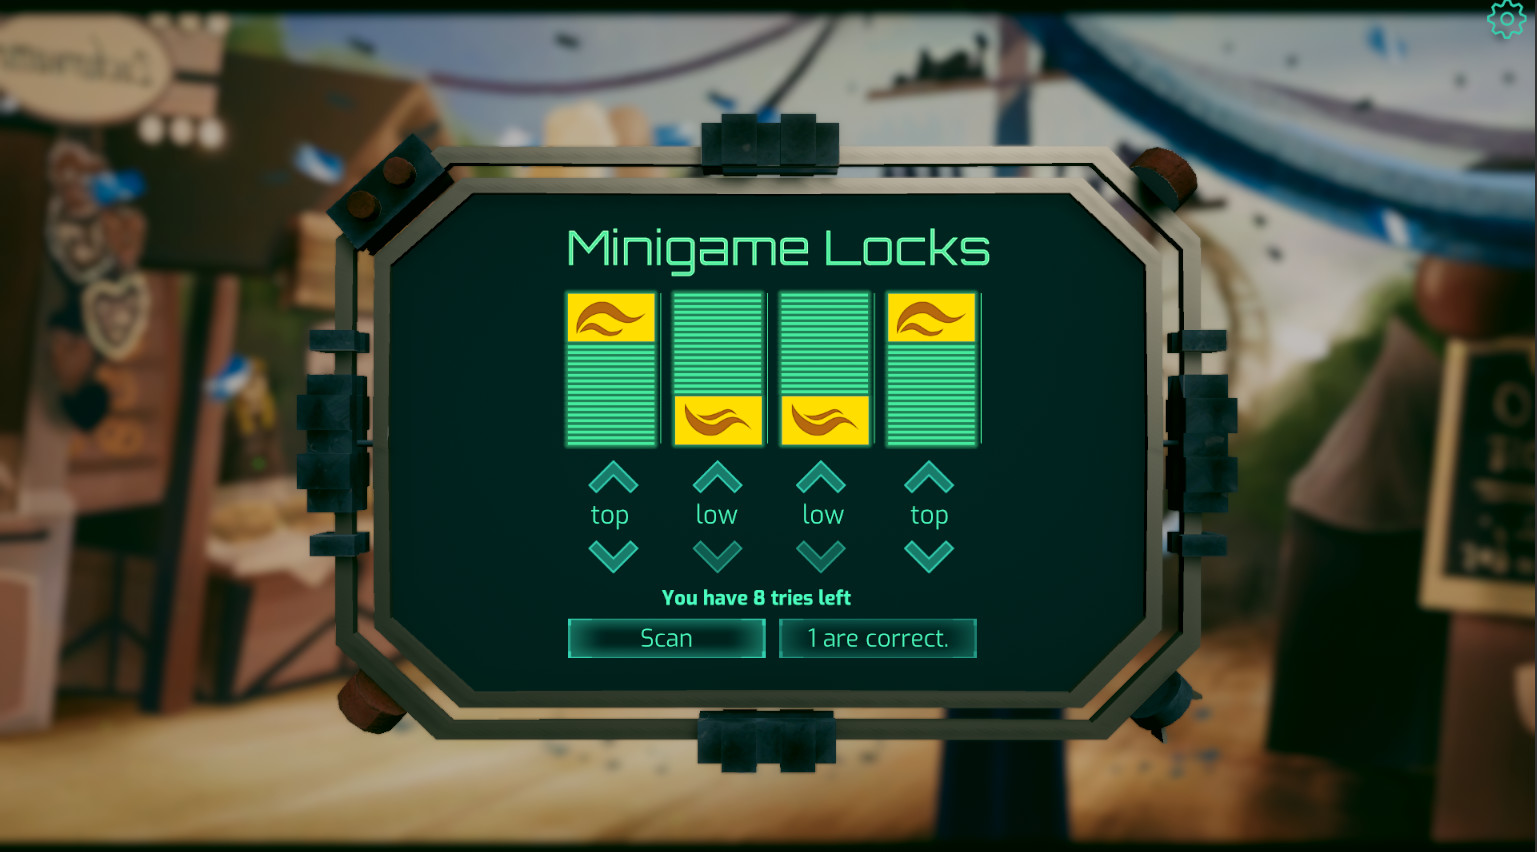 Minigame Locks
top low low top
You have 8 tries left
Scan 1 are correct.